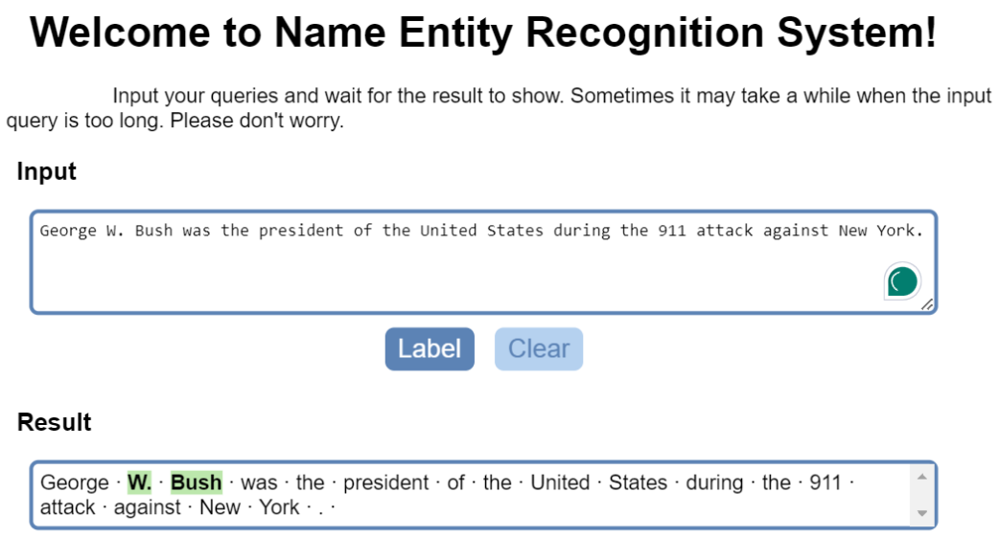 Welcome to Name Entity Recognition System!
Input your queries and wait for the result to show. Sometimes it may take a while when the input
query is too long. Please don't worry.
Input
George W. Bush was the president of the United States during the 911 attack against New York.
Label Clear
Result
George · W. · Bush · was · the · president · of · the · United · States · during · the · 911 ·
attack · against · New · York · . ·